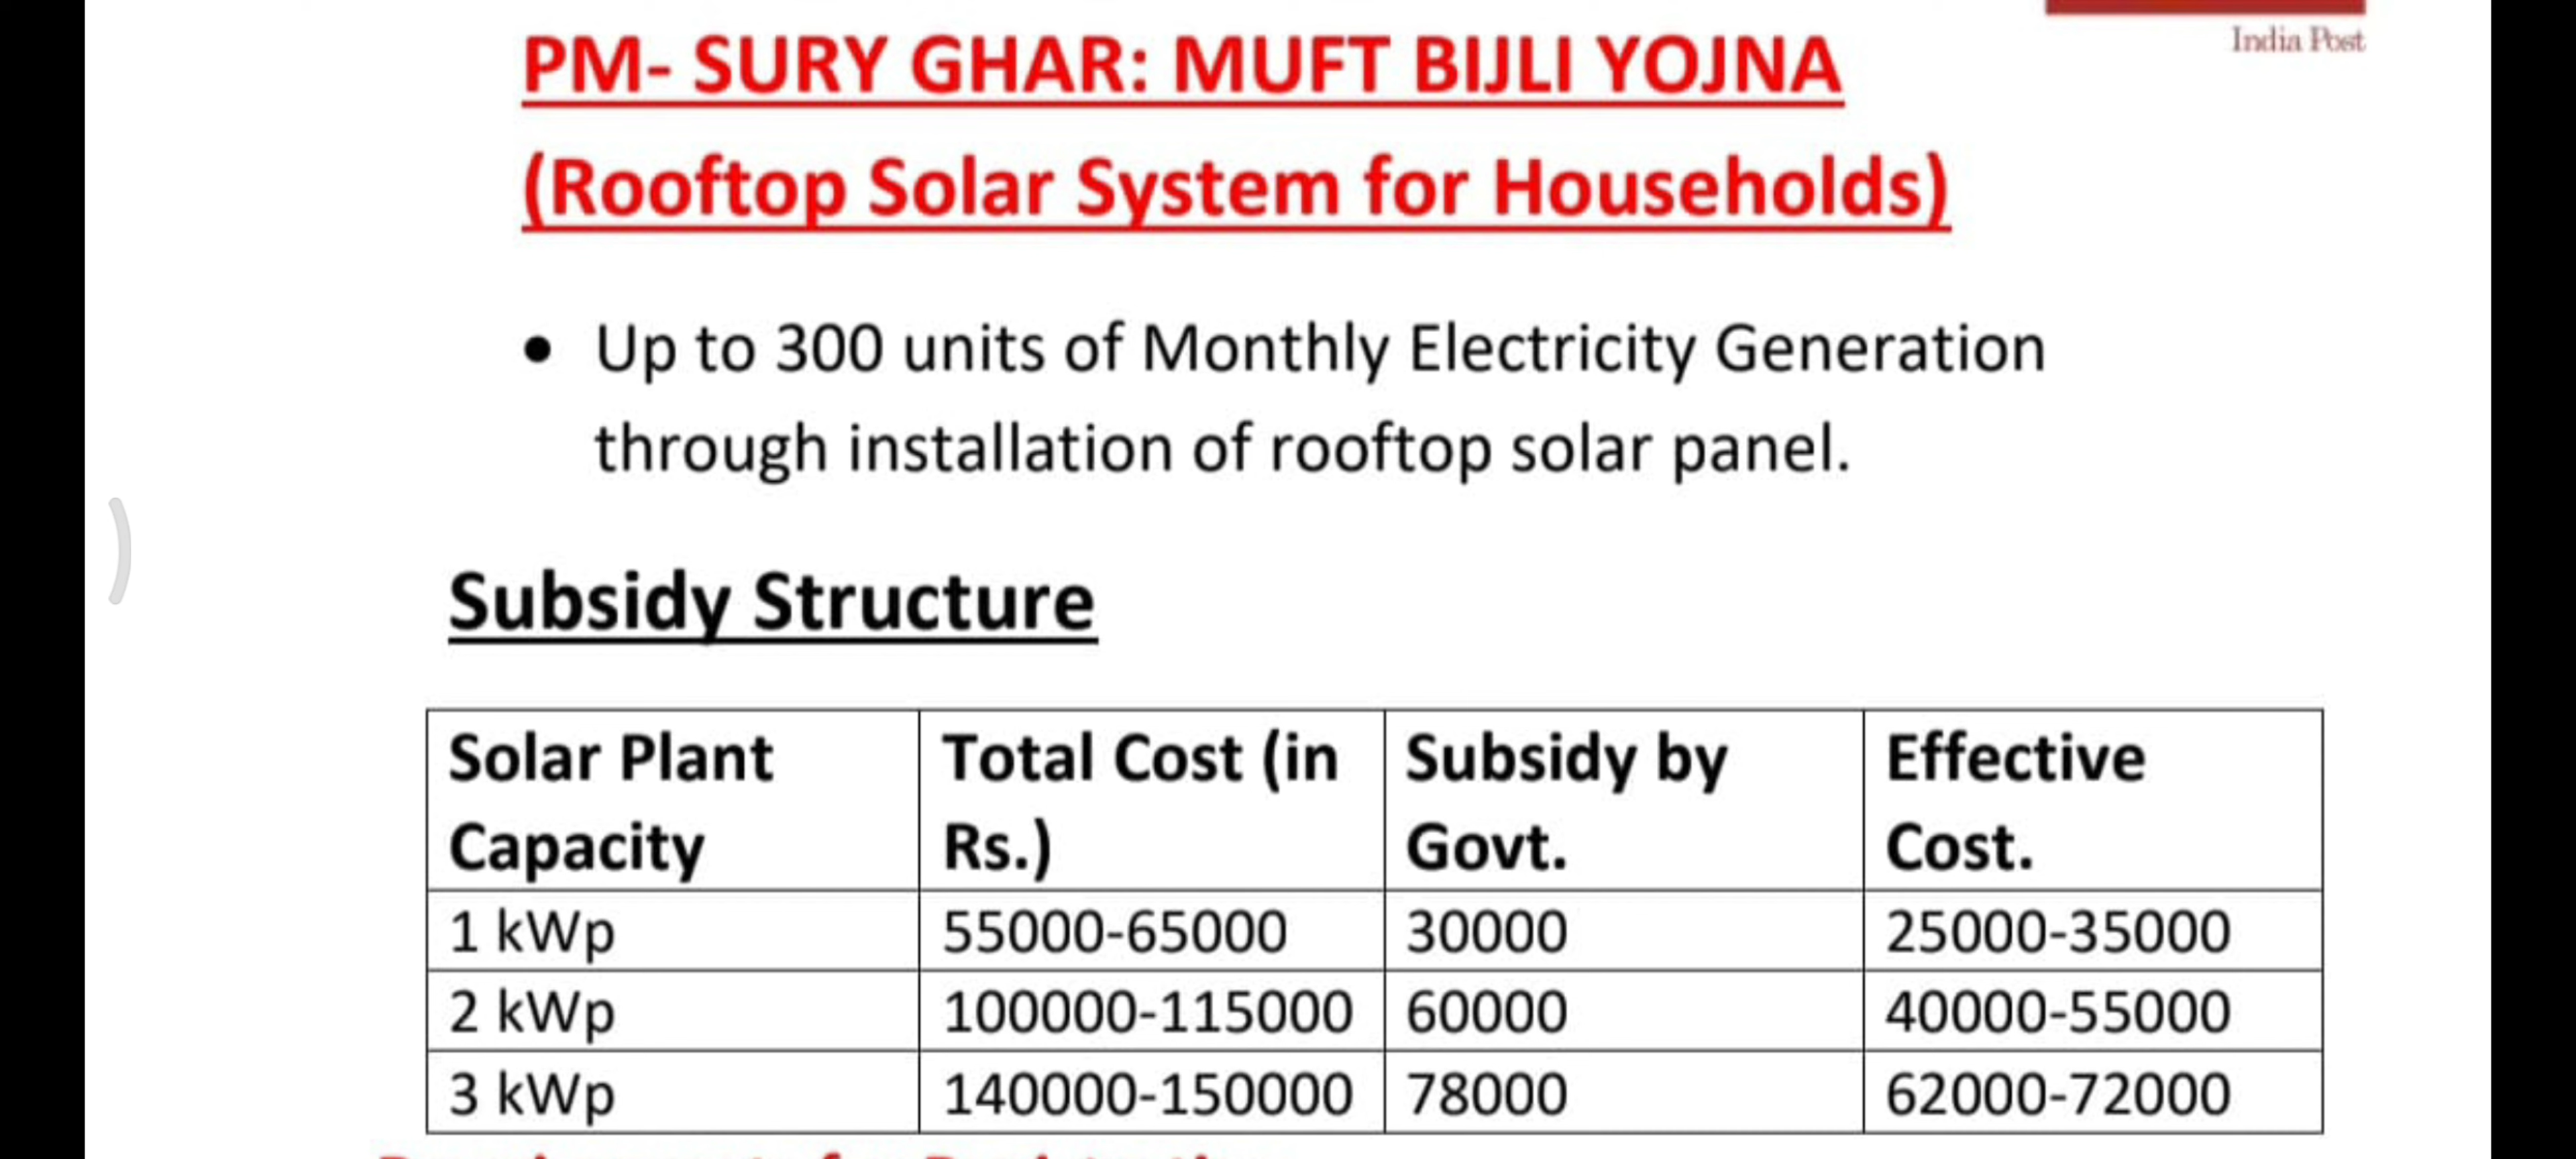 India Post
PM- SURY GHAR: MUFT BIJLI YOJNA
(Rooftop Solar System for Households)
• Up to 300 units of Monthly Electricity Generation
through installation of rooftop solar panel.
Subsidy Structure
Solar Plant Capacity | Total Cost (in Rs.) | Subsidy by Govt. | Effective Cost.
1 kWp | 55000-65000 | 30000 | 25000-35000
2 kWp | 100000-115000 | 60000 | 40000-55000
3 kWp | 140000-150000 | 78000 | 62000-72000